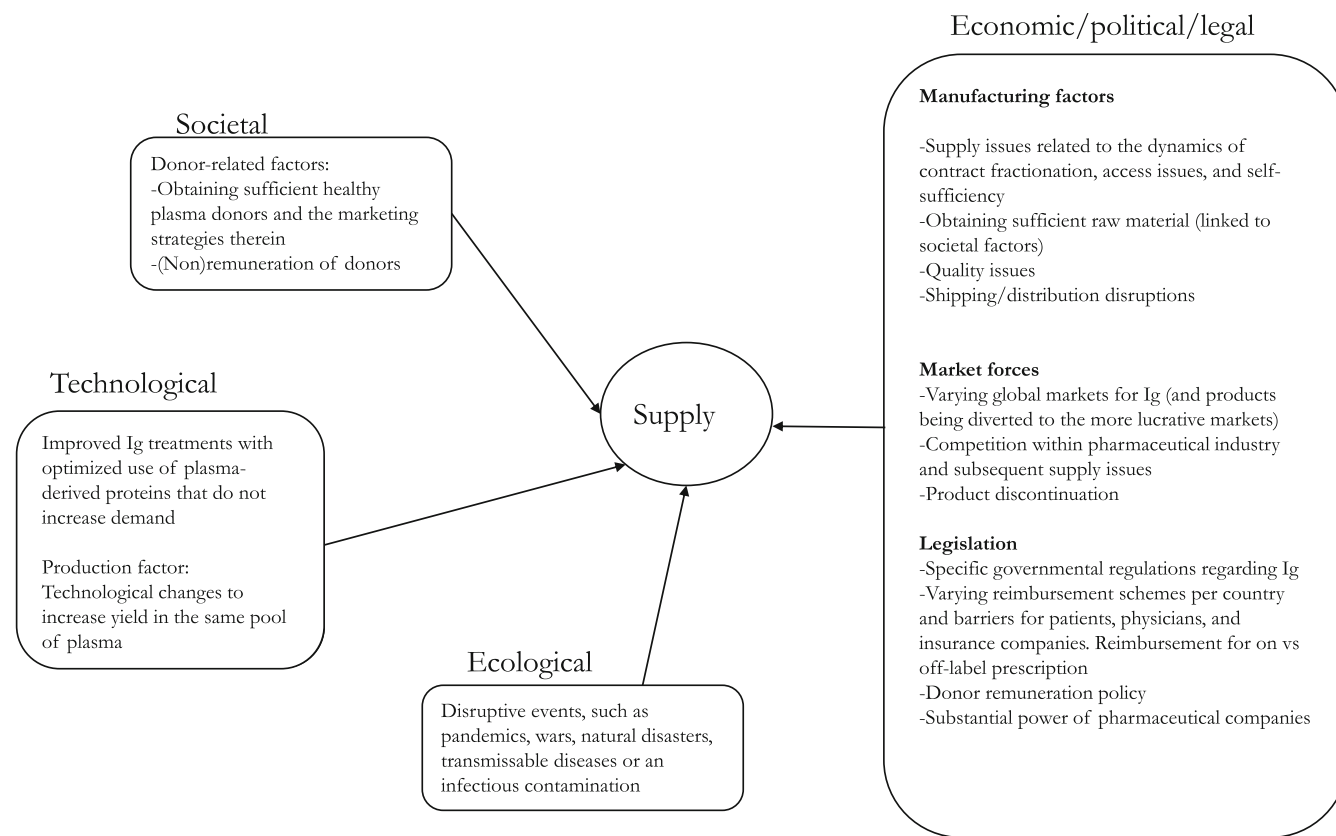 Economic/political/legal
Manufacturing factors
-Supply issues related to the dynamics of
contract fractionation, access issues, and self-
sufficiency
-Obtaining sufficient raw material (linked to
societal factors)
-Quality issues
-Shipping/distribution disruptions
Market forces
-Varying global markets for Ig (and products
being diverted to the more lucrative markets)
-Competition within pharmaceutical industry
and subsequent supply issues
-Product discontinuation
Legislation
-Specific governmental regulations regarding Ig
-Varying reimbursement schemes per country
and barriers for patients, physicians, and
insurance companies. Reimbursement for on vs
off-label prescription
-Donor remuneration policy
-Substantial power of pharmaceutical companies
Societal
Donor-related factors:
-Obtaining sufficient healthy
plasma donors and the marketing
strategies therein
-(Non)remuneration of donors
Supply
Technological
Improved Ig treatments with
optimized use of plasma-
derived proteins that do not
increase demand
Production factor:
Technological changes to
increase yield in the same pool
of plasma
Ecological
Disruptive events, such as
pandemics, wars, natural disasters,
transmissable diseases or an
infectious contamination